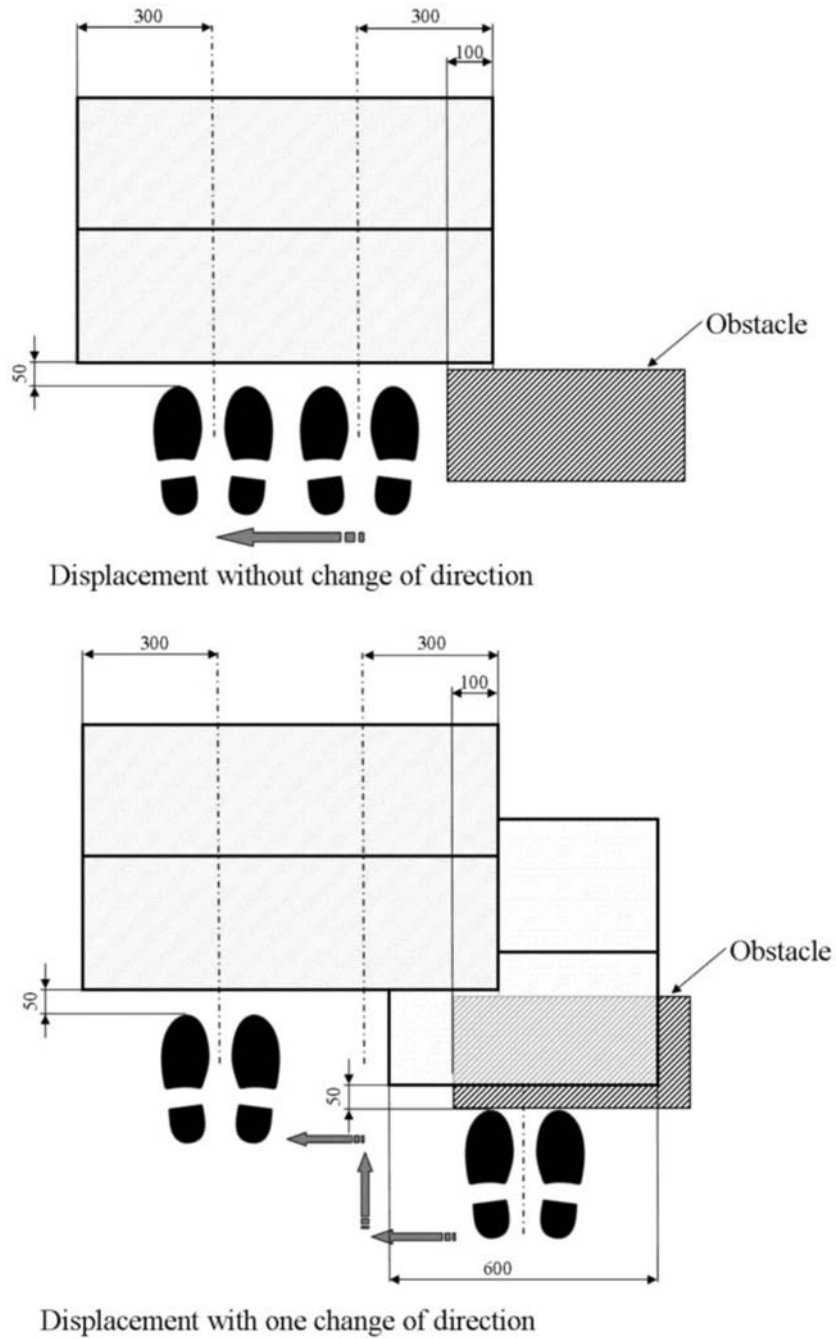 300
300
100
Obstacle
50
Displacement without change of direction
300
300
100
Obstacle
50
50
600
Displacement with one change of direction